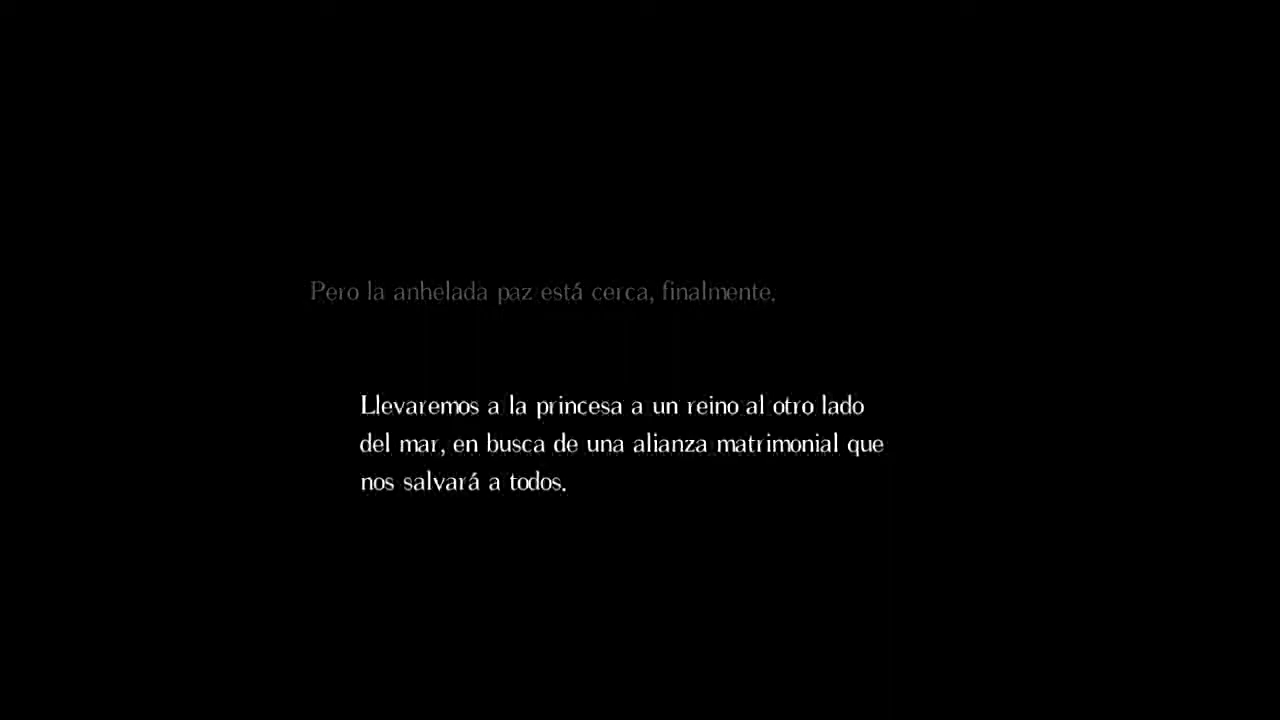 Pero la anhelada paz está cerca, finalmente.
Llevaremos a la princesa a un reino al otro lado
del mar, en busca de una alianza matrimonial que
nos salvará a todos.